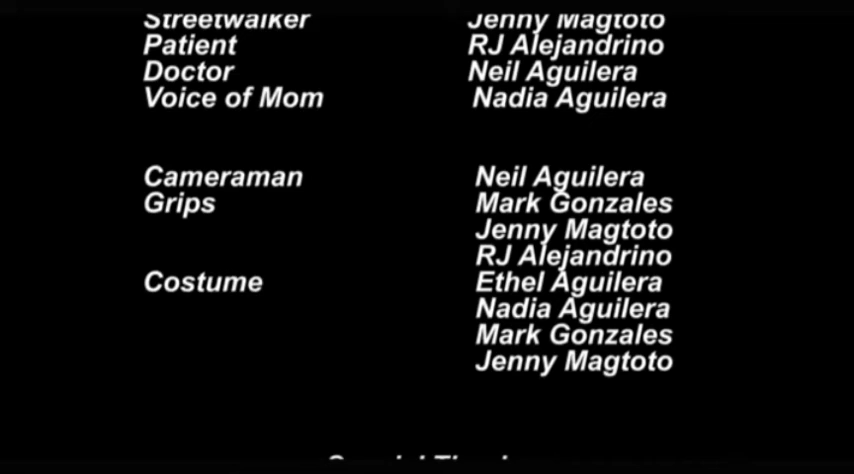 Streetwalker Jenny Magtoto
Patient RJ Alejandrino
Doctor Neil Aguilera
Voice of Mom Nadia Aguilera
Cameraman Neil Aguilera
Grips Mark Gonzales
Jenny Magtoto
RJ Alejandrino
Costume Ethel Aguilera
Nadia Aguilera
Mark Gonzales
Jenny Magtoto